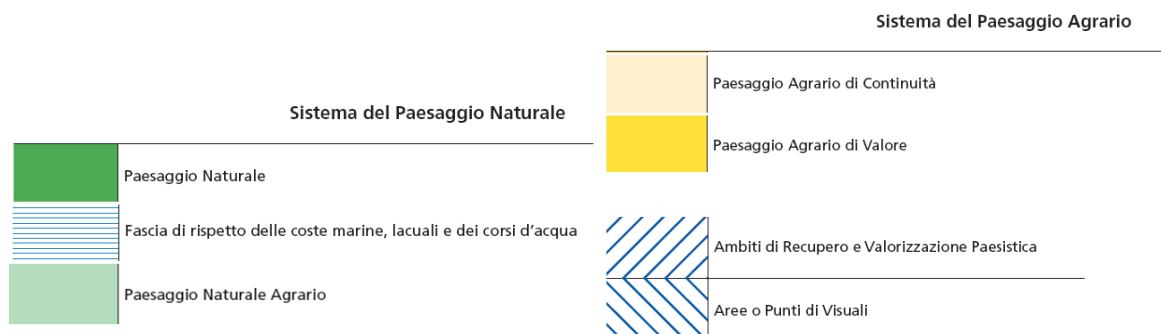 Sistema del Paesaggio Naturale
Paesaggio Naturale
Fascia di rispetto delle coste marine, lacuali e dei corsi d'acqua
Paesaggio Naturale Agrario
Sistema del Paesaggio Agrario
Paesaggio Agrario di Continuità
Paesaggio Agrario di Valore
Ambiti di Recupero e Valorizzazione Paesistica
Aree o Punti di Visuali